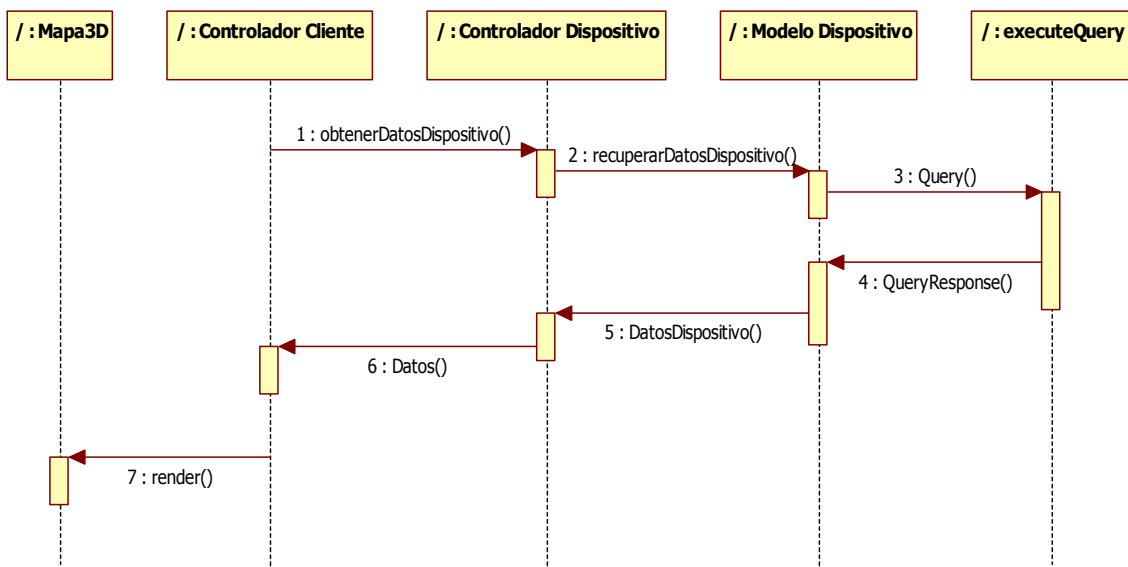 / : Mapa3D
/ : Controlador Cliente
/ : Controlador Dispositivo
/ : Modelo Dispositivo
/ : executeQuery
1 : obtenerDatosDispositivo()
2 : recuperarDatosDispositivo()
3 : Query()
4 : QueryResponse()
5 : DatosDispositivo()
6 : Datos()
7 : render()